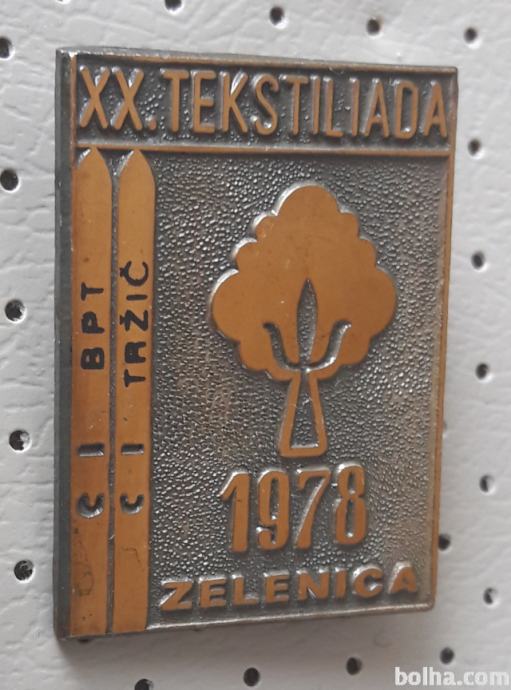 XX. TEKSTILIADA
BPT
TRŽIČ
1978
ZELENICA
bolha.com